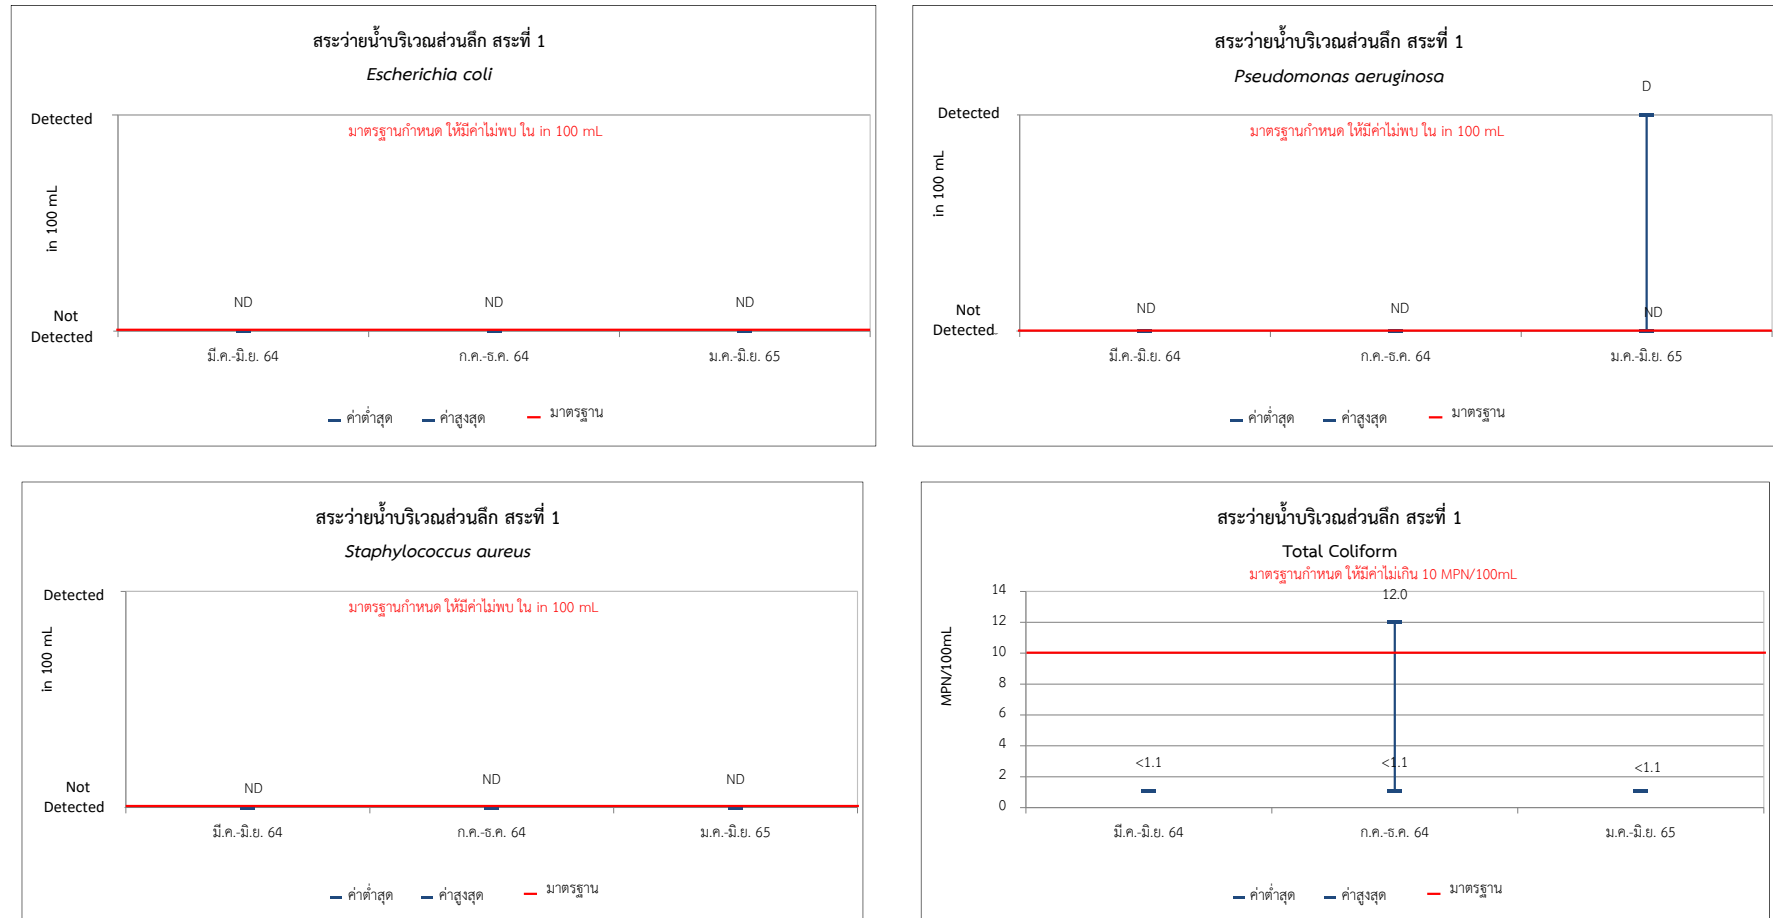 สระว่ายน้ำบริเวณส่วนลึก สระที่ 1
Escherichia coli
Detected
มาตรฐานกำหนด ให้มีค่าไม่พบ ใน in 100 mL
in 100 mL
ND
ND
ND
Not
Detected
มี.ค.-มิ.ย. 64
ก.ค.-ธ.ค. 64
ม.ค.-มิ.ย. 65
ค่าต่ำสุด
ค่าสูงสุด
มาตรฐาน
สระว่ายน้ำบริเวณส่วนลึก สระที่ 1
Pseudomonas aeruginosa
D
Detected
มาตรฐานกำหนด ให้มีค่าไม่พบ ใน in 100 mL
in 100 mL
ND
ND
ND
Not
Detected
มี.ค.-มิ.ย. 64
ก.ค.-ธ.ค. 64
ม.ค.-มิ.ย. 65
ค่าต่ำสุด
ค่าสูงสุด
มาตรฐาน
สระว่ายน้ำบริเวณส่วนลึก สระที่ 1
Staphylococcus aureus
Detected
มาตรฐานกำหนด ให้มีค่าไม่พบ ใน in 100 mL
in 100 mL
ND
ND
ND
Not
Detected
มี.ค.-มิ.ย. 64
ก.ค.-ธ.ค. 64
ม.ค.-มิ.ย. 65
ค่าต่ำสุด
ค่าสูงสุด
มาตรฐาน
สระว่ายน้ำบริเวณส่วนลึก สระที่ 1
Total Coliform
มาตรฐานกำหนด ให้มีค่าไม่เกิน 10 MPN/100mL
14
12.0
12
10
MPN/100mL
8
6
4
<1.1
<1.1
<1.1
2
0
มี.ค.-มิ.ย. 64
ก.ค.-ธ.ค. 64
ม.ค.-มิ.ย. 65
ค่าต่ำสุด
ค่าสูงสุด
มาตรฐาน